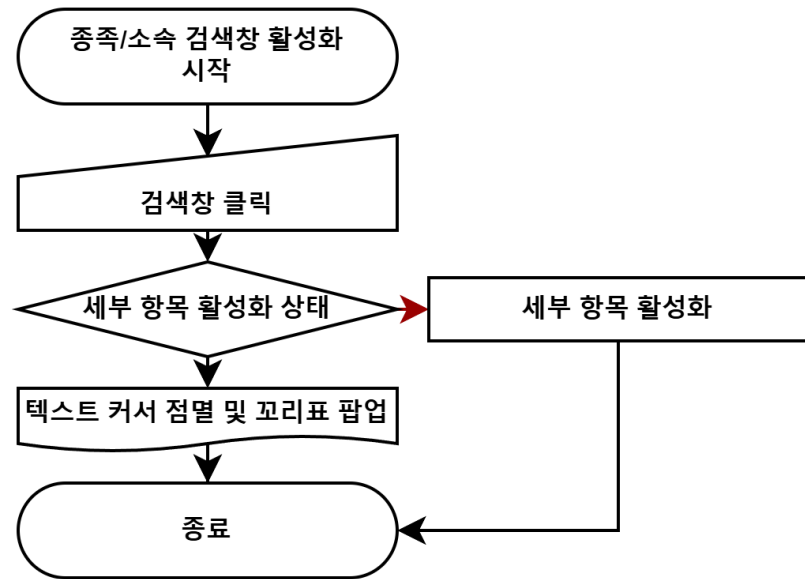 종족/소속 검색창 활성화
시작
검색창 클릭
세부 항목 활성화 상태
세부 항목 활성화
텍스트 커서 점멸 및 꼬리표 팝업
종료